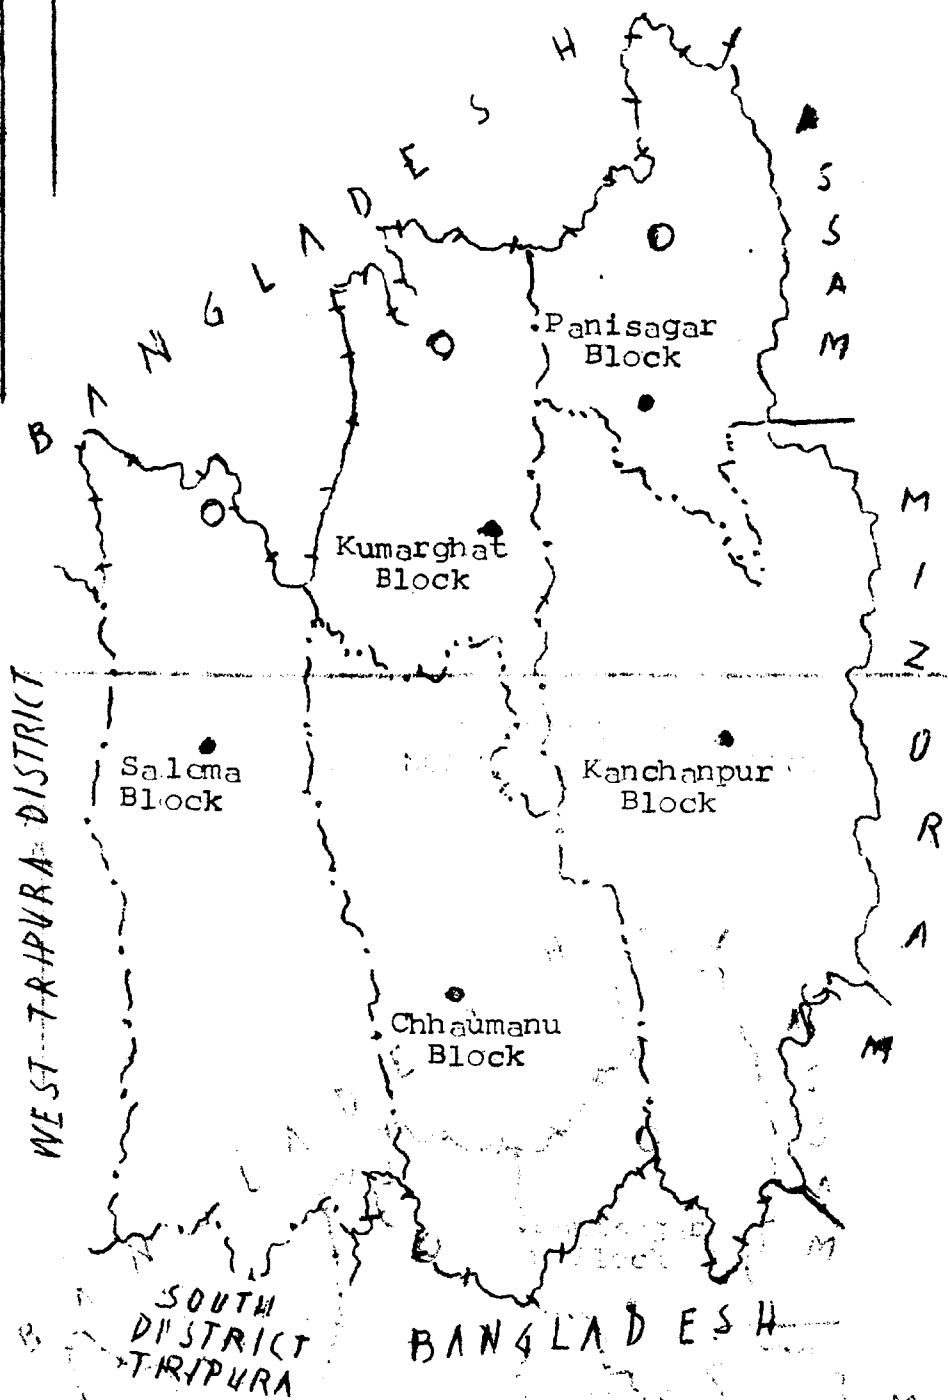 BANGLADESH
ASSAM
Panisagar
Block
MIZORAM
Kumarghat
Block
WEST TRIPURA DISTRICT
Salema
Block
Kanchanpur
Block
Chhaumanu
Block
SOUTH
DISTRICT
TRIPURA
BANGLADESH